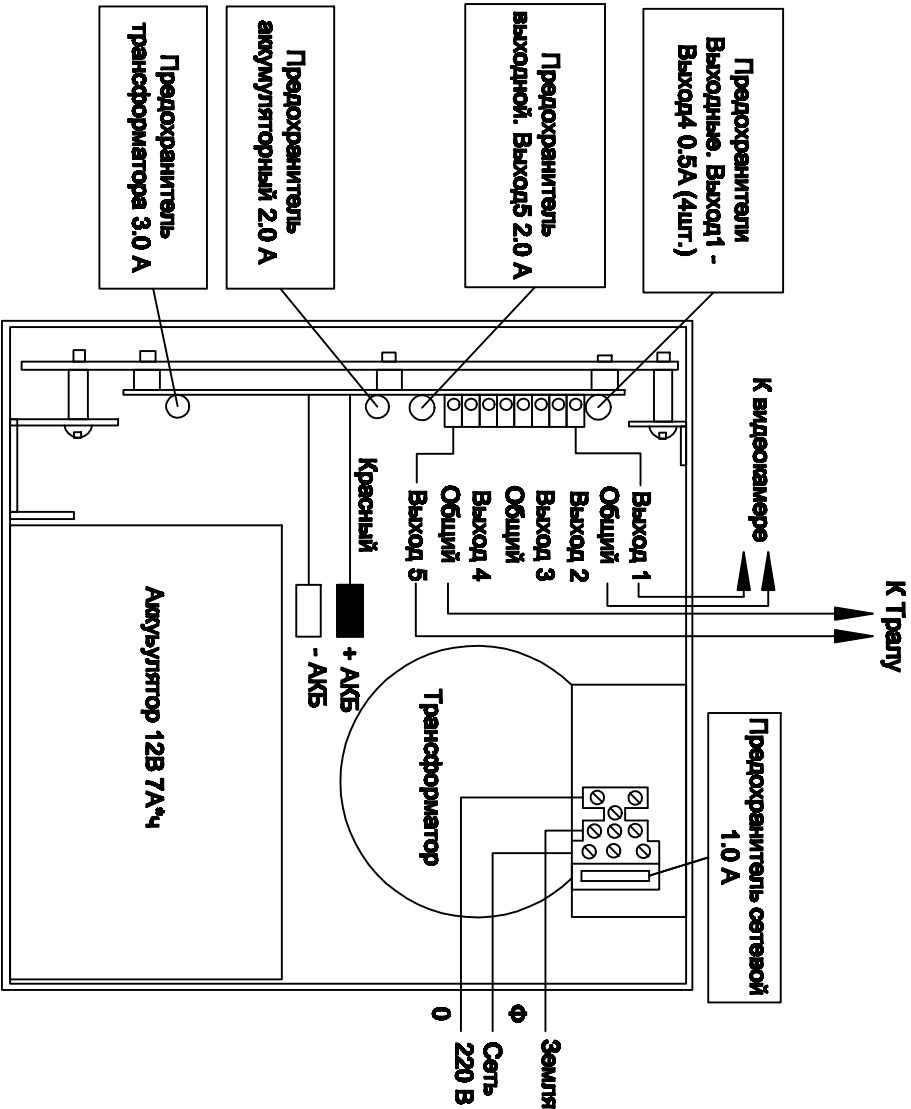 Предохранители
Выходные. Выход1 -
Выход4 0.5А (4шт.)
Предохранитель
выходной. Выход5 2.0 А
Предохранитель
аккумуляторный 2.0 А
Предохранитель
трансформатора 3.0 А
К видеокамере
К Тралу
Выход 1
Общий
Выход 2
Выход 3
Общий
Выход 4
Общий
Выход 5
Красный
+ АКБ
- АКБ
Трансформатор
Аккуьулятор 12В 7А*ч
Предохранитель сетевой
1.0 А
Земля
Ф
Сеть
220 В
0